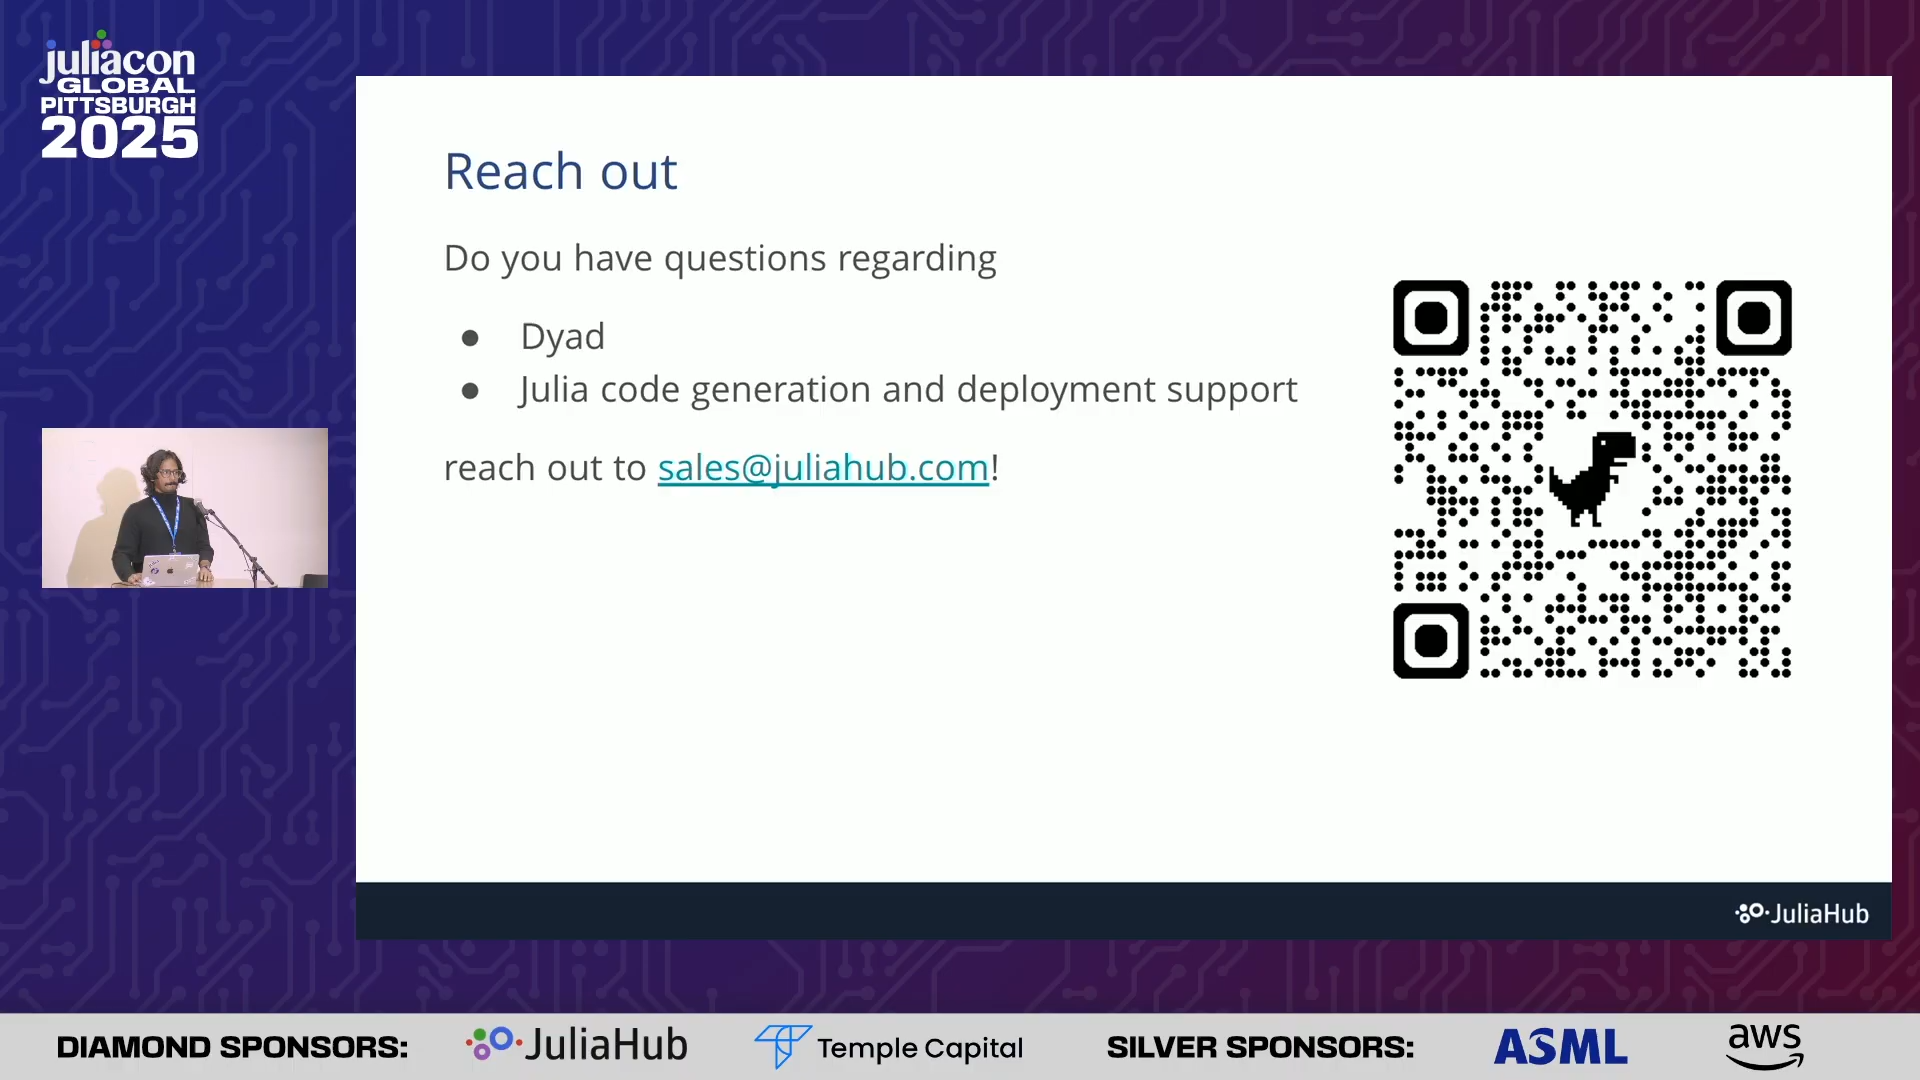 juliacon
GLOBAL
PITTSBURGH
2025
Reach out
Do you have questions regarding
● Dyad
● Julia code generation and deployment support
reach out to sales@juliahub.com!
JuliaHub
DIAMOND SPONSORS: JuliaHub Temple Capital SILVER SPONSORS: ASML aws